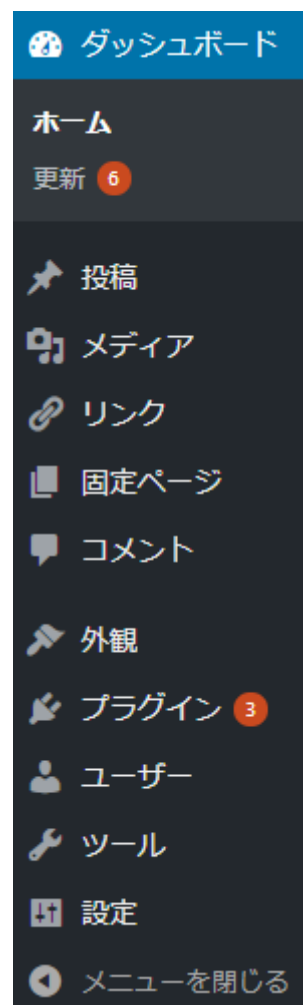 ダッシュボード
ホーム
更新 6
投稿
メディア
リンク
固定ページ
コメント
外観
プラグイン 3
ユーザー
ツール
設定
メニューを閉じる